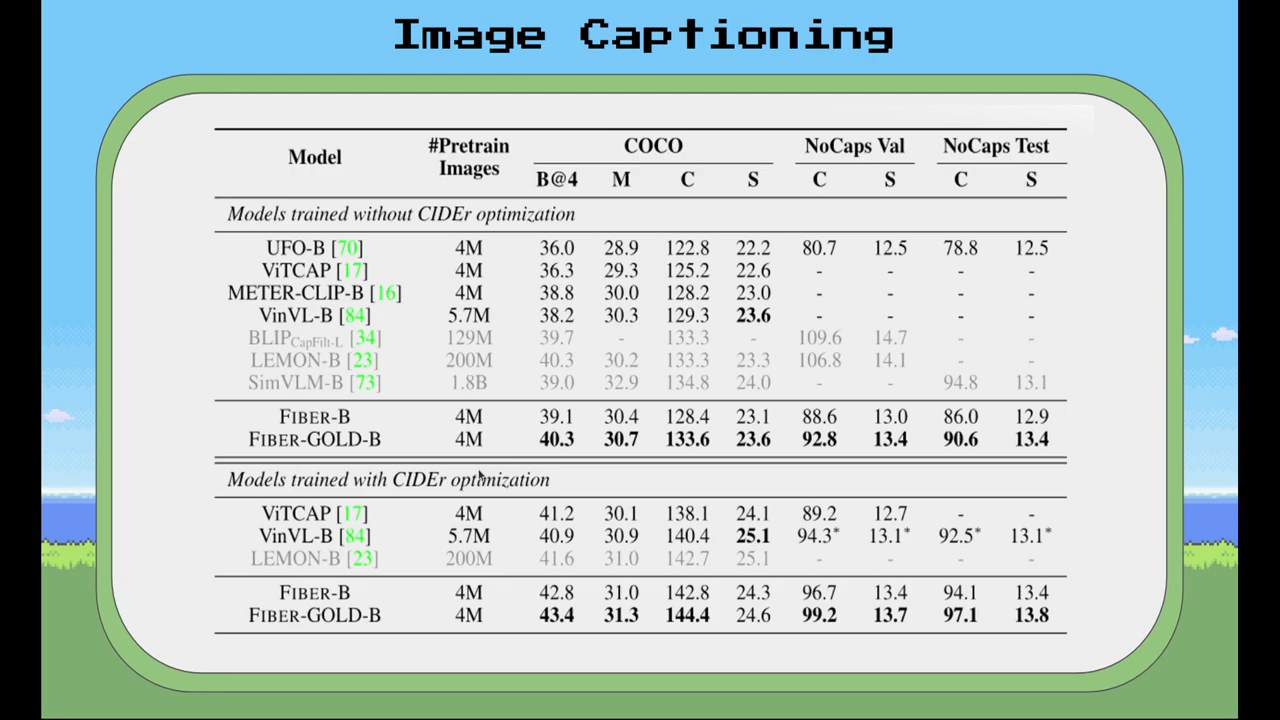 Image Captioning
Model #Pretrain Images COCO NoCaps Val NoCaps Test
B@4 M C S C S C S
Models trained without CIDEr optimization
UFO-B [70] 4M 36.0 28.9 122.8 22.2 80.7 12.5 78.8 12.5
ViTCAP [17] 4M 36.3 29.3 125.2 22.6 - - - -
METER-CLIP-B [16] 4M 38.8 30.0 128.2 23.0 - - - -
VinVL-B [84] 5.7M 38.2 30.3 129.3 23.6 - - - -
BLIPCapFilt-L [34] 129M 39.7 - 133.3 - 109.6 14.7 - -
LEMON-B [23] 200M 40.3 30.2 133.3 23.3 106.8 14.1 - -
SimVLM-B [73] 1.8B 39.0 32.9 134.8 24.0 - - 94.8 13.1
FIBER-B 4M 39.1 30.4 128.4 23.1 88.6 13.0 86.0 12.9
FIBER-GOLD-B 4M 40.3 30.7 133.6 23.6 92.8 13.4 90.6 13.4
Models trained with CIDEr optimization
ViTCAP [17] 4M 41.2 30.1 138.1 24.1 89.2 12.7 - -
VinVL-B [84] 5.7M 40.9 30.9 140.4 25.1 94.3* 13.1* 92.5* 13.1*
LEMON-B [23] 200M 41.6 31.0 142.7 25.1 - - - -
FIBER-B 4M 42.8 31.0 142.8 24.3 96.7 13.4 94.1 13.4
FIBER-GOLD-B 4M 43.4 31.3 144.4 24.6 99.2 13.7 97.1 13.8